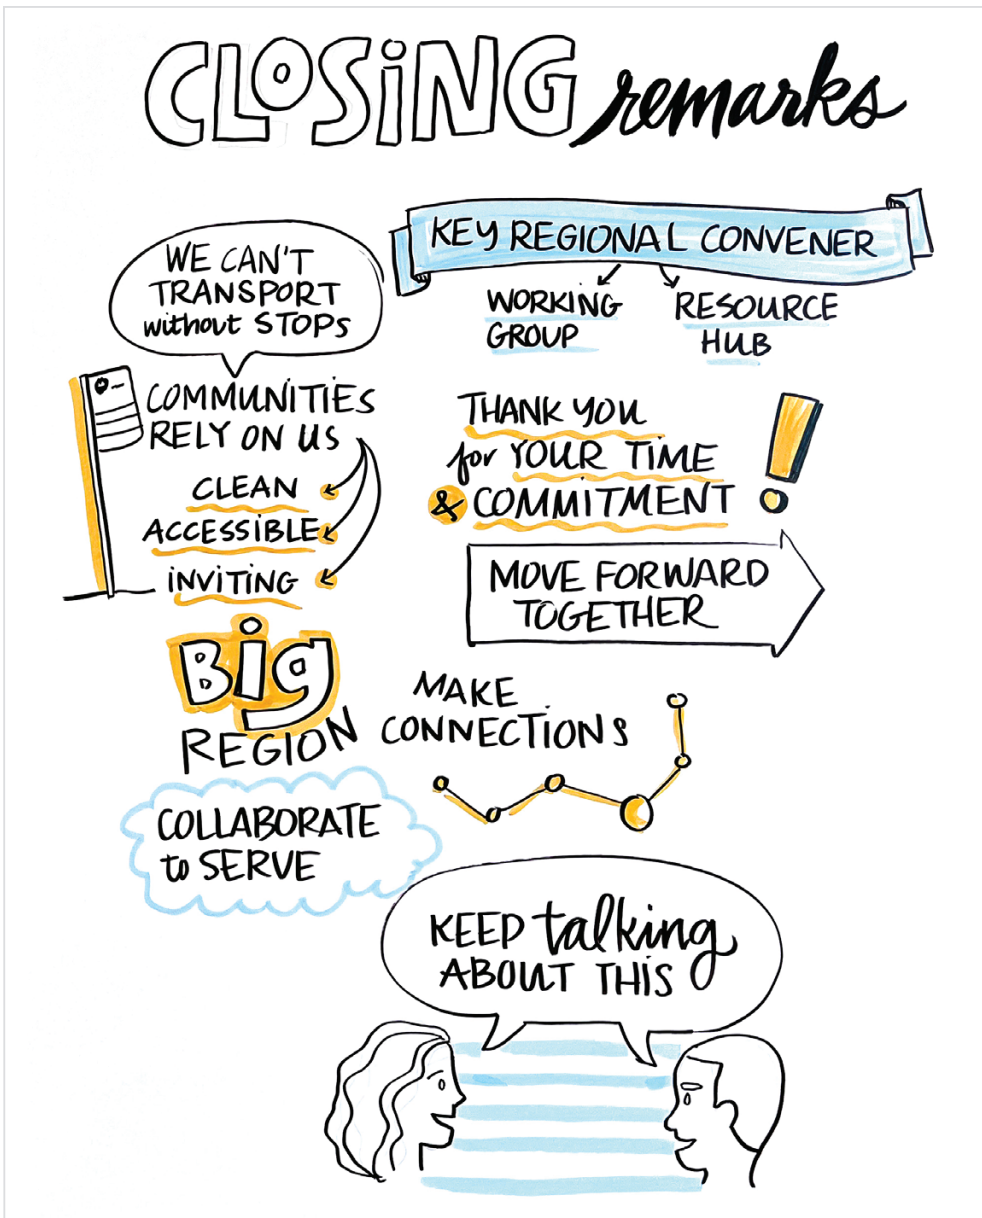 CLOSING remarks
KEY REGIONAL CONVENER
WORKING
GROUP
RESOURCE
HUB
WE CAN'T
TRANSPORT
without STOPS
COMMUNITIES
RELY ON US
CLEAN
ACCESSIBLE
INVITING
THANK YOU
for YOUR TIME
& COMMITMENT !
MOVE FORWARD
TOGETHER
Big
REGION
MAKE
CONNECTIONS
COLLABORATE
to SERVE
KEEP talking
ABOUT THIS